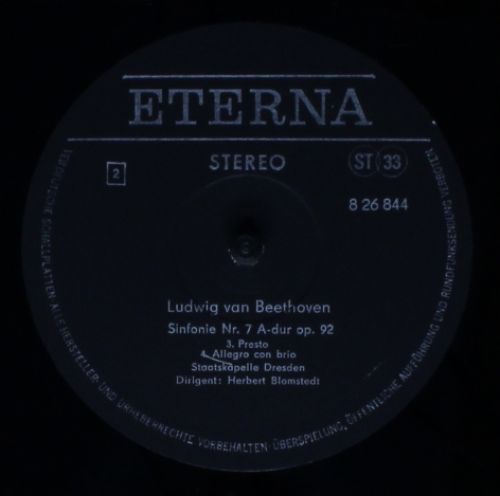 ETERNA
STEREO
ST 33
2
8 26 844
Ludwig van Beethoven
Sinfonie Nr. 7 A-dur op. 92
3. Presto
4. Allegro con brio
Staatskapelle Dresden
Dirigent: Herbert Blomstedt
VEB DEUTSCHE SCHALLPLATTEN · ALLE HERSTELLER- UND URHEBERRECHTE VORBEHALTEN · ÜBERSPIELUNG, ÖFFENTLICHE AUFFÜHRUNG UND RUNDFUNKSENDUNG VERBOTEN